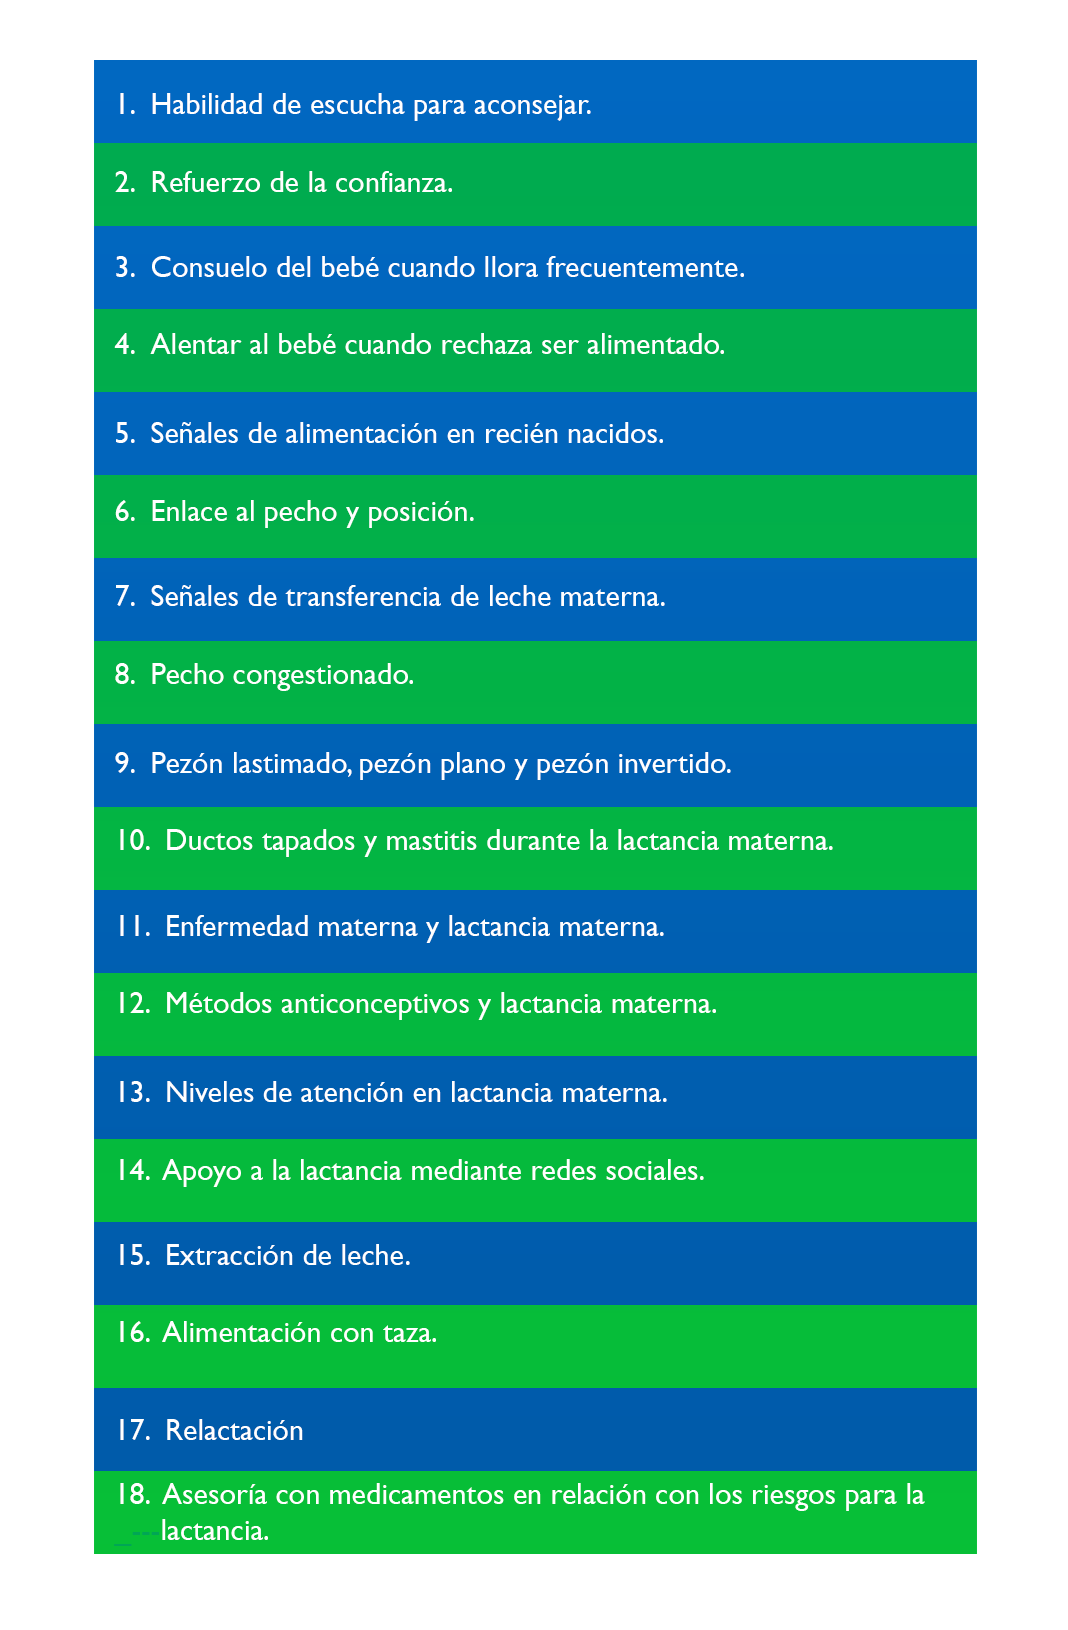 1. Habilidad de escucha para aconsejar.
2. Refuerzo de la confianza.
3. Consuelo del bebé cuando llora frecuentemente.
4. Alentar al bebé cuando rechaza ser alimentado.
5. Señales de alimentación en recién nacidos.
6. Enlace al pecho y posición.
7. Señales de transferencia de leche materna.
8. Pecho congestionado.
9. Pezón lastimado, pezón plano y pezón invertido.
10. Ductos tapados y mastitis durante la lactancia materna.
11. Enfermedad materna y lactancia materna.
12. Métodos anticonceptivos y lactancia materna.
13. Niveles de atención en lactancia materna.
14. Apoyo a la lactancia mediante redes sociales.
15. Extracción de leche.
16. Alimentación con taza.
17. Relactación
18. Asesoría con medicamentos en relación con los riesgos para la
_---lactancia.